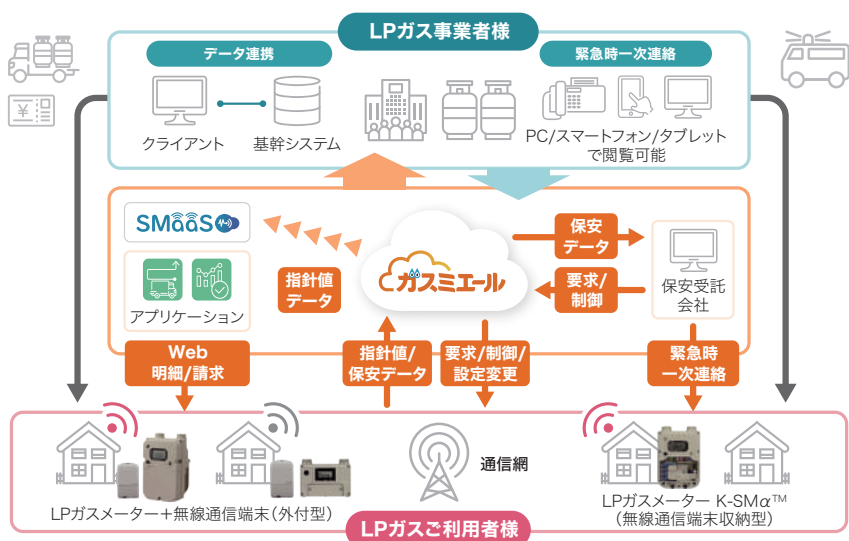 LPガス事業者様
データ連携
緊急時一次連絡
¥
クライアント
基幹システム
PC/スマートフォン/タブレット
で閲覧可能
SMaaS
アプリケーション
指針値
データ
ガスミエール
保安
データ
要求/
制御
保安受託
会社
Web
明細/請求
指針値/
保安データ
要求/制御/
設定変更
緊急時
一次連絡
通信網
LPガスメーター+無線通信端末(外付型)
LPガスメーター K-SMα™
(無線通信端末収納型)
LPガスご利用者様